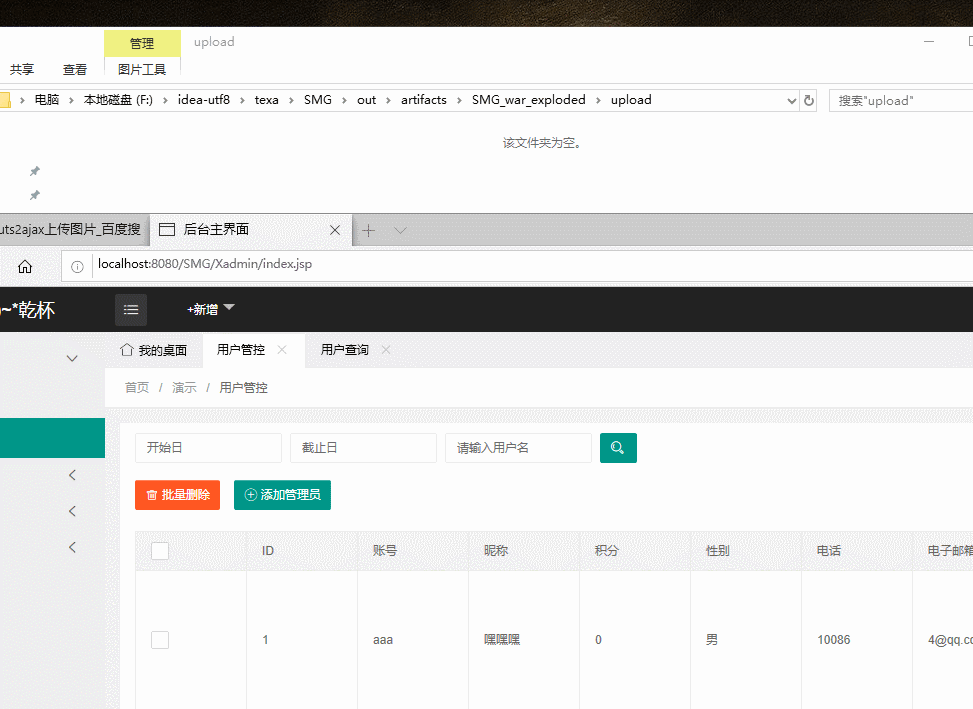 管理 upload
共享 查看 图片工具
电脑 > 本地磁盘 (F:) > idea-utf8 > texa > SMG > out > artifacts > SMG_war_exploded > upload 搜索"upload"
该文件夹为空。
uts2ajax上传图片_百度搜 后台主界面
localhost:8080/SMG/Xadmin/index.jsp
~*乾杯 +新增
我的桌面 用户管控 用户查询
首页 / 演示 / 用户管控
开始日 截止日 请输入用户名
批量删除 添加管理员
ID 账号 昵称 积分 性别 电话 电子邮箱
1 aaa 嘿嘿嘿 0 男 10086 4@qq.co